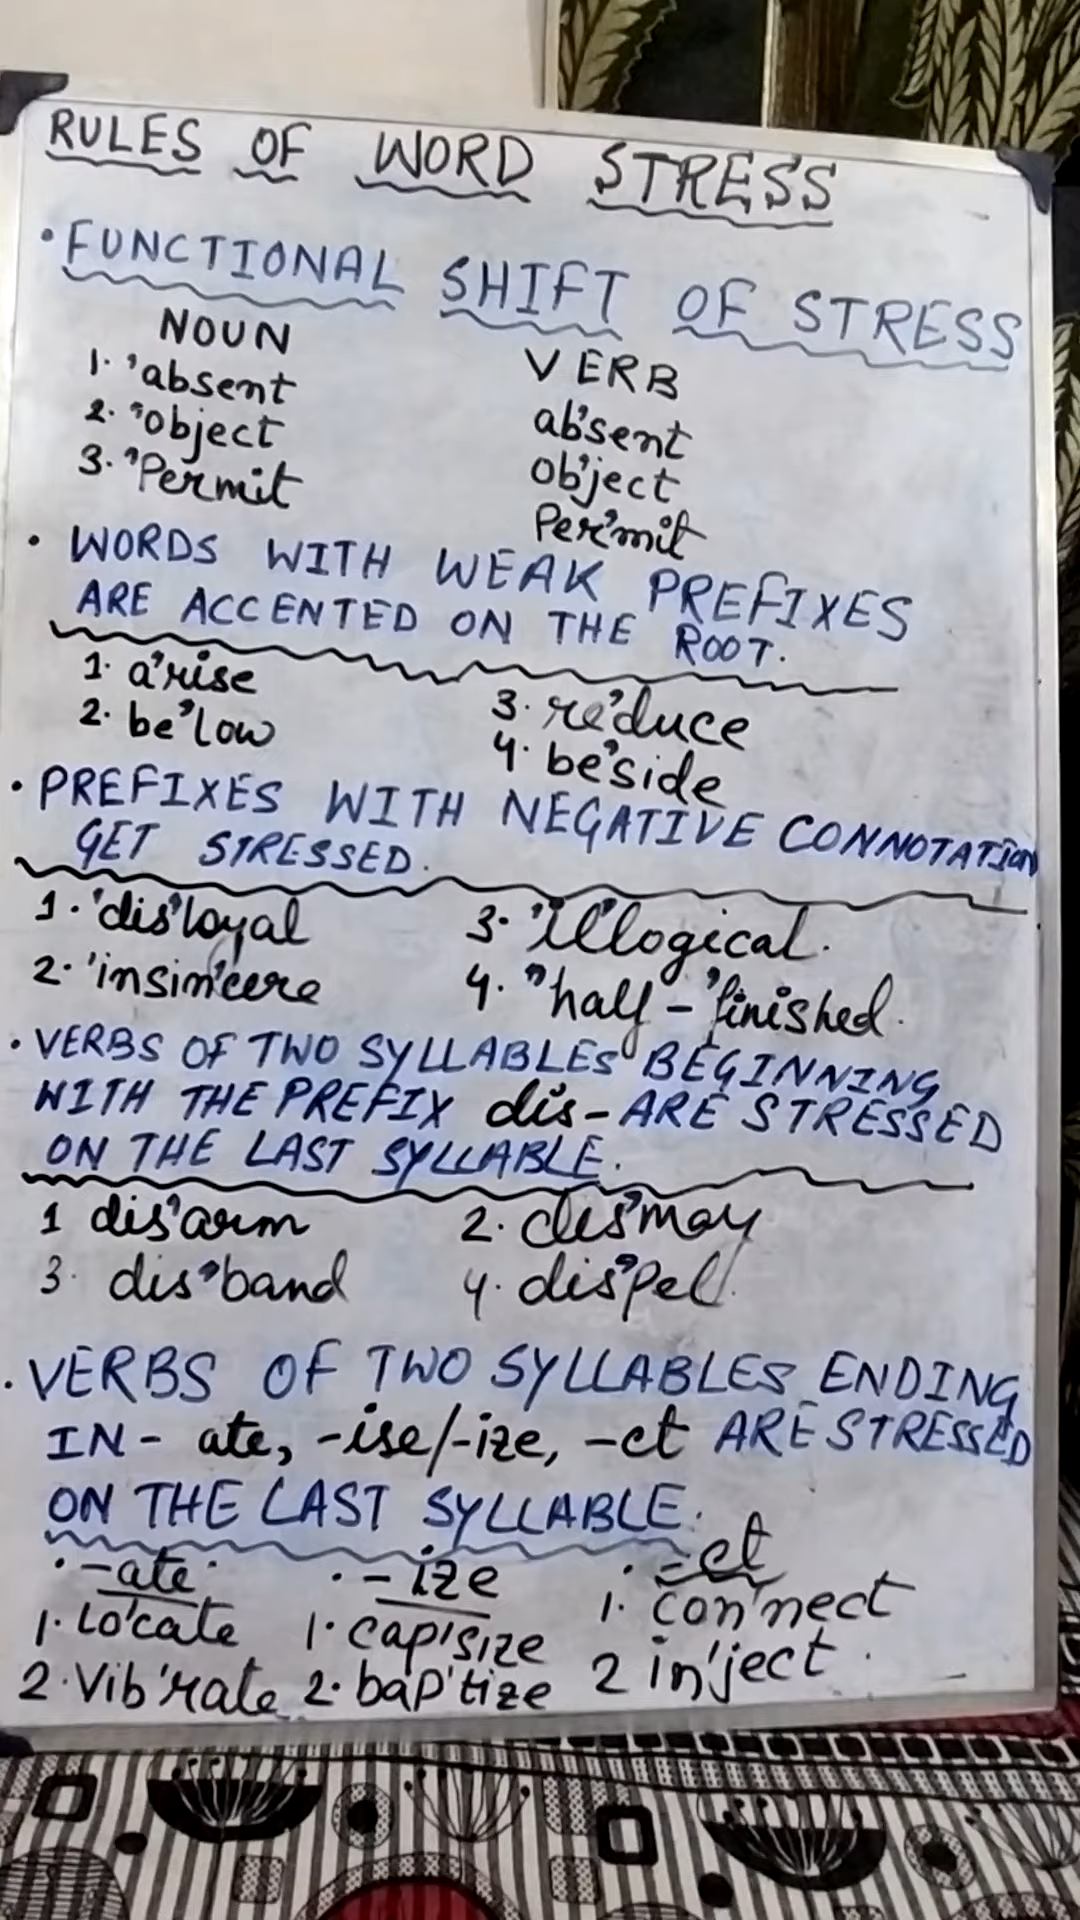 RULES OF WORD STRESS
• FUNCTIONAL SHIFT OF STRESS
NOUN VERB
1. 'absent ab'sent
2. 'object ob'ject
3. 'Permit Per'mit
• WORDS WITH WEAK PREFIXES
ARE ACCENTED ON THE ROOT.
1. a'rise 3. re'duce
2. be'low 4. be'side
• PREFIXES WITH NEGATIVE CONNOTATION
GET STRESSED.
1. 'dis'loyal 3. 'il'logical.
2. 'insin'cere 4. 'half-'finished.
• VERBS OF TWO SYLLABLES BEGINNING
WITH THE PREFIX dis- ARE STRESSED
ON THE LAST SYLLABLE.
1 dis'arm 2. dis'may
3. dis'band 4. dis'pel.
• VERBS OF TWO SYLLABLES ENDING
IN - ate, -ise/-ize, -ct ARE STRESSED
ON THE LAST SYLLABLE.
• -ate • -ize • -ct
1. Lo'cate 1. cap'size 1. con'nect
2. Vib'rate 2. bap'tize 2 in'ject.